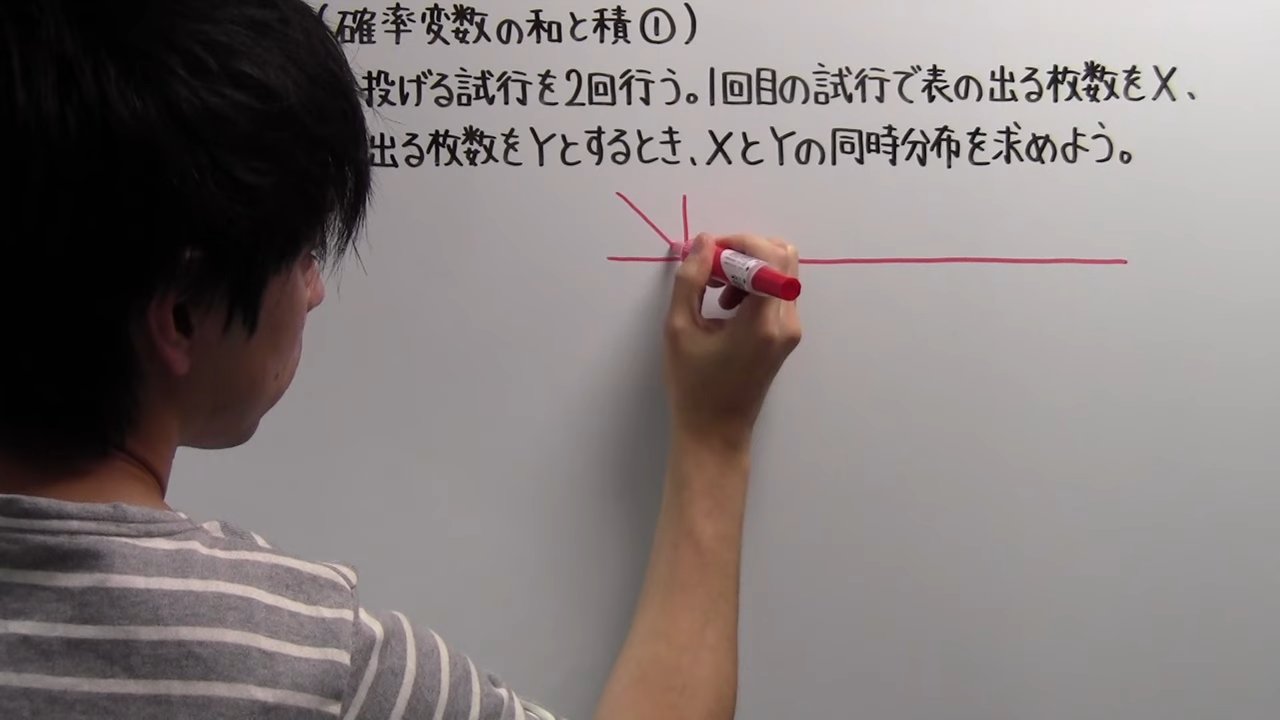 (確率変数の和と積①)
投げる試行を2回行う。1回目の試行で表の出る枚数をX、
出る枚数をYとするとき、XとYの同時分布を求めよう。